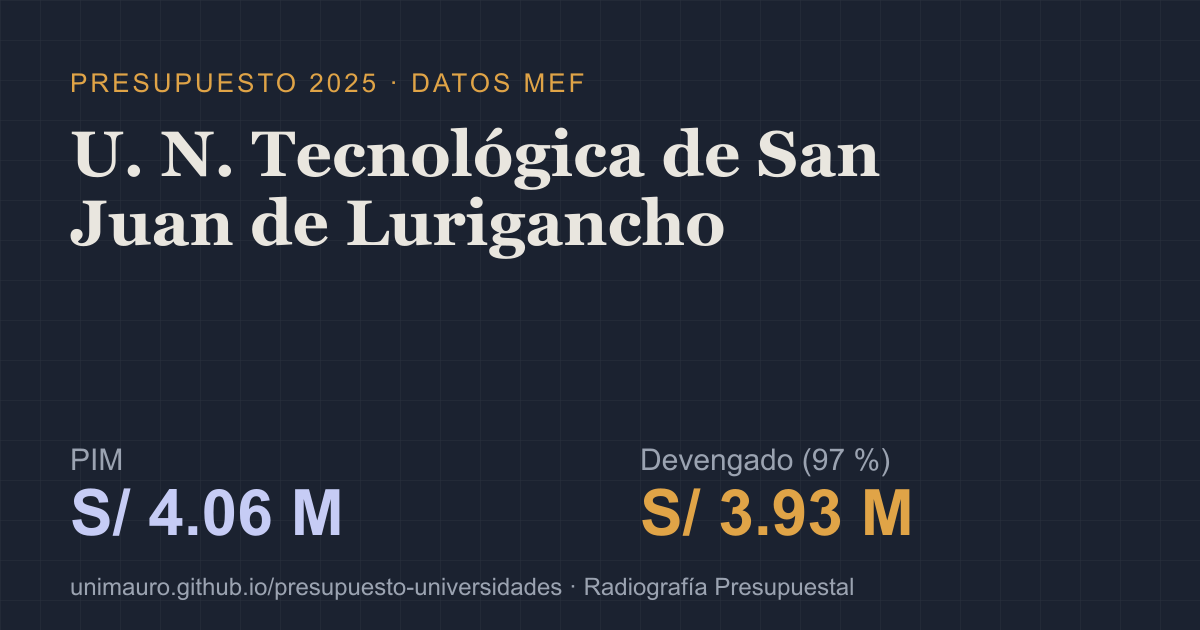 PRESUPUESTO 2025 · DATOS MEF
U. N. Tecnológica de San
Juan de Lurigancho
PIM
S/ 4.06 M
Devengado (97 %)
S/ 3.93 M
unimauro.github.io/presupuesto-universidades · Radiografía Presupuestal